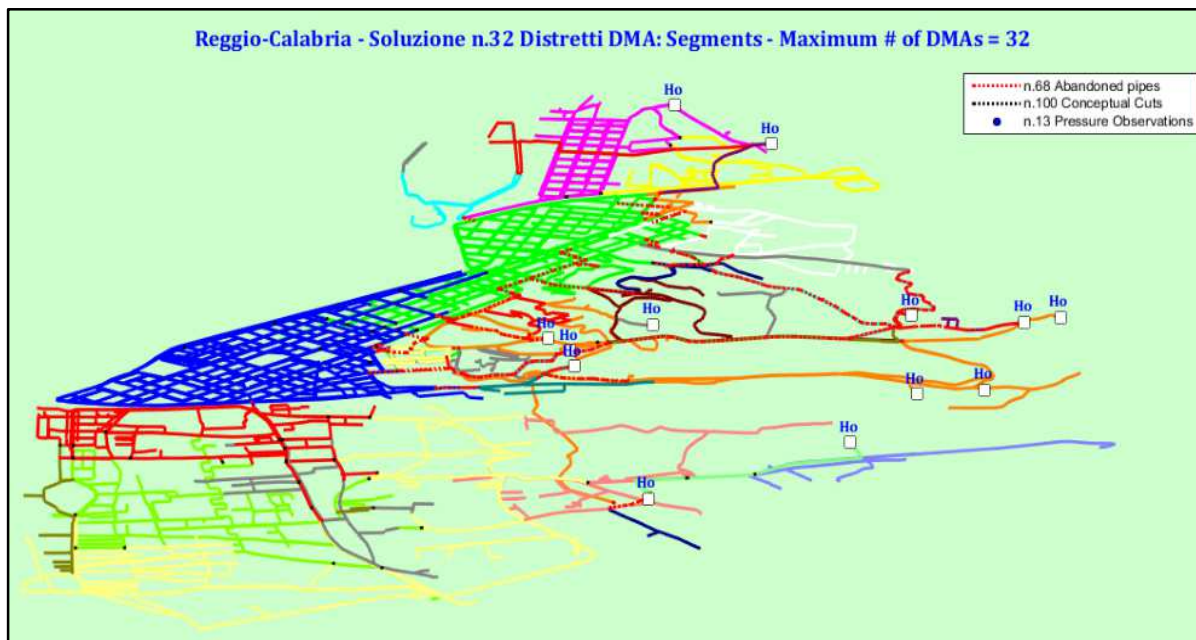 Reggio-Calabria - Soluzione n.32 Distretti DMA: Segments - Maximum # of DMAs = 32
n.68 Abandoned pipes
n.100 Conceptual Cuts
n.13 Pressure Observations
Ho
Ho
Ho
Ho
Ho
Ho
Ho
Ho
Ho
Ho
Ho
Ho
Ho